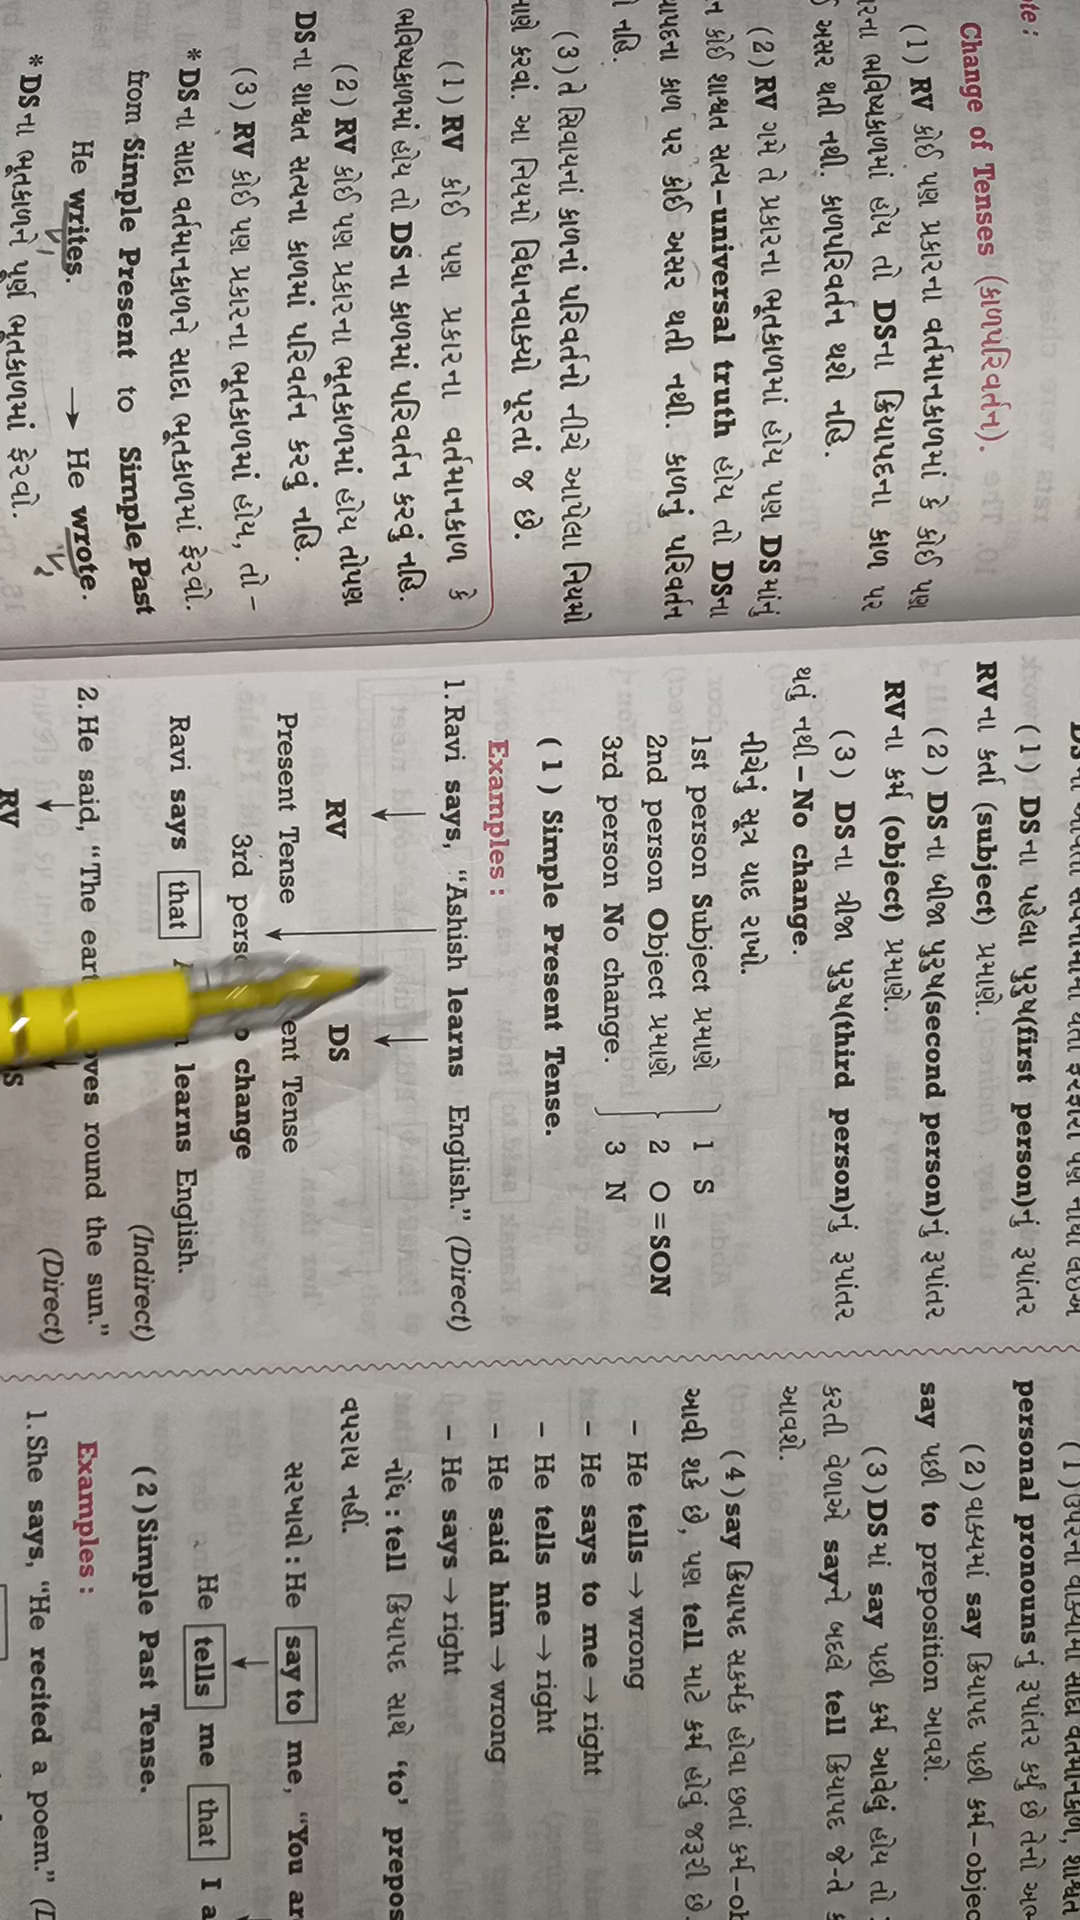 ote :
Change of Tenses (કાળપરિવર્તન).
(1) RV કોઈ પણ પ્રકારના વર્તમાનકાળમાં કે કોઈ પણ
રના ભવિષ્યકાળમાં હોય તો DSના ક્રિયાપદના કાળ પર
અસર થતી નથી. કાળપરિવર્તન થશે નહિ.
(2) RV ગમે તે પ્રકારના ભૂતકાળમાં હોય પણ DSમાંનું
ન કોઈ શાશ્વત સત્ય-universal truth હોય તો DSના
યાપદના કાળ પર કોઈ અસર થતી નથી. કાળનું પરિવર્તન
નહિ.
(3) તે સિવાયનાં કાળનાં પરિવર્તનો નીચે આપેલા નિયમો
માણે કરવાં. આ નિયમો વિધાનવાક્યો પૂરતાં જ છે.
(1) RV કોઈ પણ પ્રકારના વર્તમાનકાળ કે
ભવિષ્યકાળમાં હોય તો DSના કાળમાં પરિવર્તન કરવું નહિ.
(2) RV કોઈ પણ પ્રકારના ભૂતકાળમાં હોય તોપણ
DSના શાશ્વત સત્યના કાળમાં પરિવર્તન કરવું નહિ.
(3) RV કોઈ પણ પ્રકારના ભૂતકાળમાં હોય, તો –
* DSના સાદા વર્તમાનકાળને સાદા ભૂતકાળમાં ફેરવો.
from Simple Present to Simple Past
He writes. → He wrote.
V1 V2
* DSના ભૂતકાળને પૂર્ણ ભૂતકાળમાં ફેરવો.
(1) DSના પહેલા પુરુષ(first person)નું રૂપાંતર
RVના કર્તા (subject) પ્રમાણે.
(2) DSના બીજા પુરુષ(second person)નું રૂપાંતર
RVના કર્મ (object) પ્રમાણે.
(3) DSના ત્રીજા પુરુષ(third person)નું રૂપાંતર
થતું નથી – No change.
નીચેનું સૂત્ર યાદ રાખો.
1st person Subject પ્રમાણે 1 S
2nd person Object પ્રમાણે 2 O =SON
3rd person No change. 3 N
(1) Simple Present Tense.
Examples :
1. Ravi says, “Ashish learns English.” (Direct)
RV DS
Present Tense ent Tense
3rd pers change
Ravi says that learns English.
(Indirect)
2. He said, “The eart oves round the sun.”
(Direct)
RV
personal pronounsનું રૂપાંતર કર્યું છે તેનો
(2) વાક્યમાં say ક્રિયાપદ પછી કર્મ-objec
say પછી to preposition આવશે.
(3) DSમાં say પછી કર્મ આવેલું હોય તો
કરતી વેળાએ sayને બદલે tell ક્રિયાપદ જે-તે
આવશે.
(4) say ક્રિયાપદ સકર્મક હોવા છતાં કર્મ-ob
આવી શકે છે, પણ tell માટે કર્મ હોવું જરૂરી છે.
– He tells → wrong
– He says to me → right
– He tells me → right
– He said him → wrong
– He says → right
નોંધ : tell ક્રિયાપદ સાથે ‘to’ prepos
વપરાય નહીં.
સરખાવો : He say to me, “You ar
He tells me that I a
(2) Simple Past Tense.
Examples :
1. She says, “He recited a poem.”